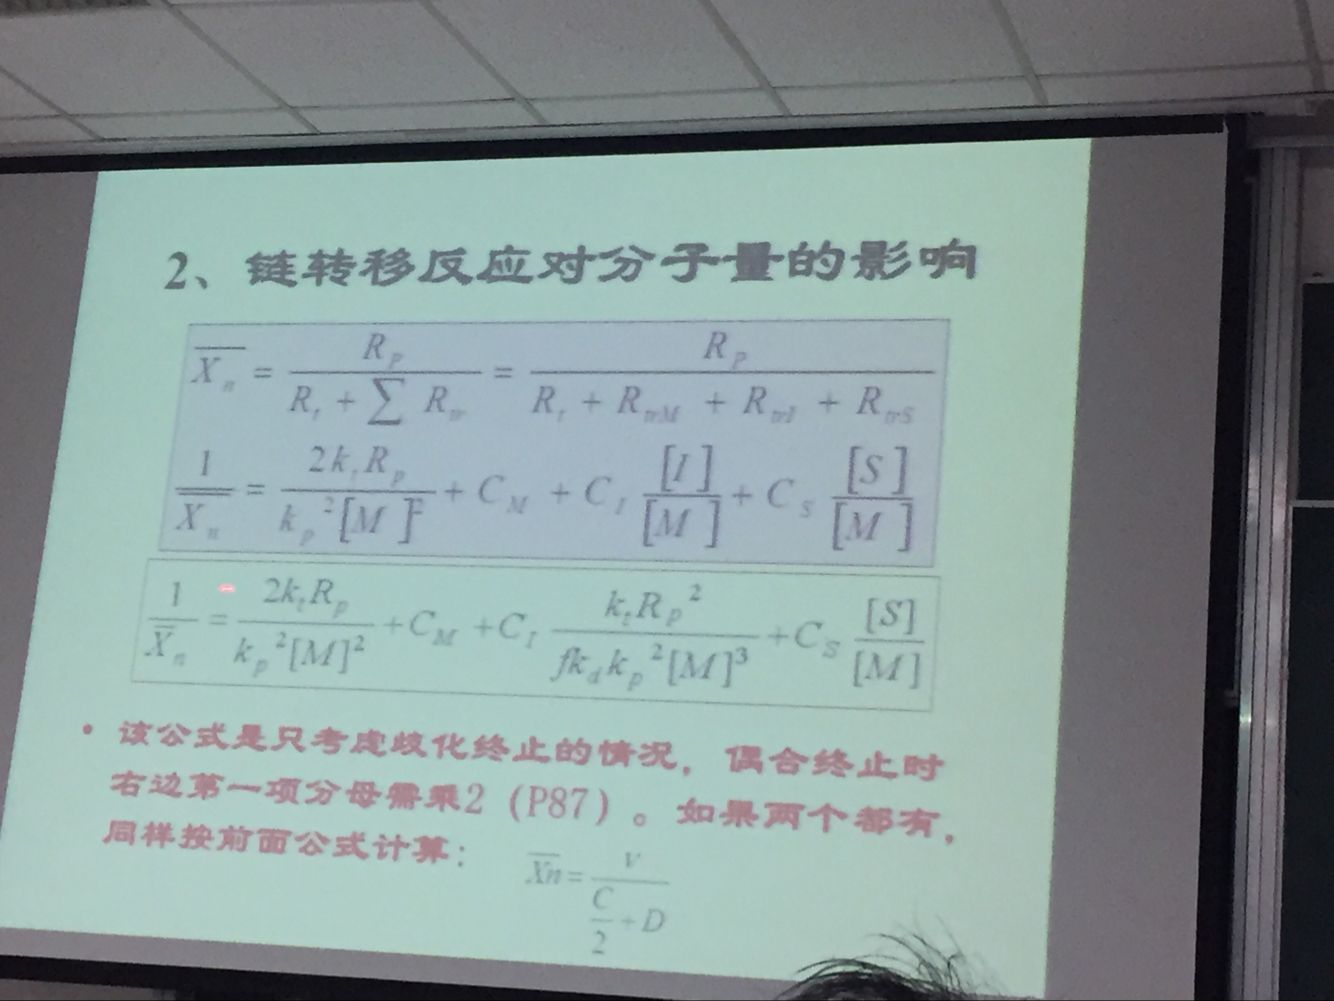 2、链转移反应对分子量的影响
\overline{X_n} = \frac{R_p}{R_t + \sum R_{tr}} = \frac{R_p}{R_t + R_{trM} + R_{trI} + R_{trS}}
\frac{1}{\overline{X_n}} = \frac{2k_t R_p}{k_p^2 [M]^2} + C_M + C_I \frac{[I]}{[M]} + C_S \frac{[S]}{[M]}
\frac{1}{\overline{X}_n} = \frac{2k_t R_p}{k_p^2 [M]^2} + C_M + C_I \frac{k_t R_p^2}{fk_d k_p^2 [M]^3} + C_S \frac{[S]}{[M]}
• 该公式是只考虑歧化终止的情况，偶合终止时
右边第一项分母需乘2（P87）。如果两个都有，
同样按前面公式计算： \overline{Xn} = \frac{v}{\frac{C}{2} + D}